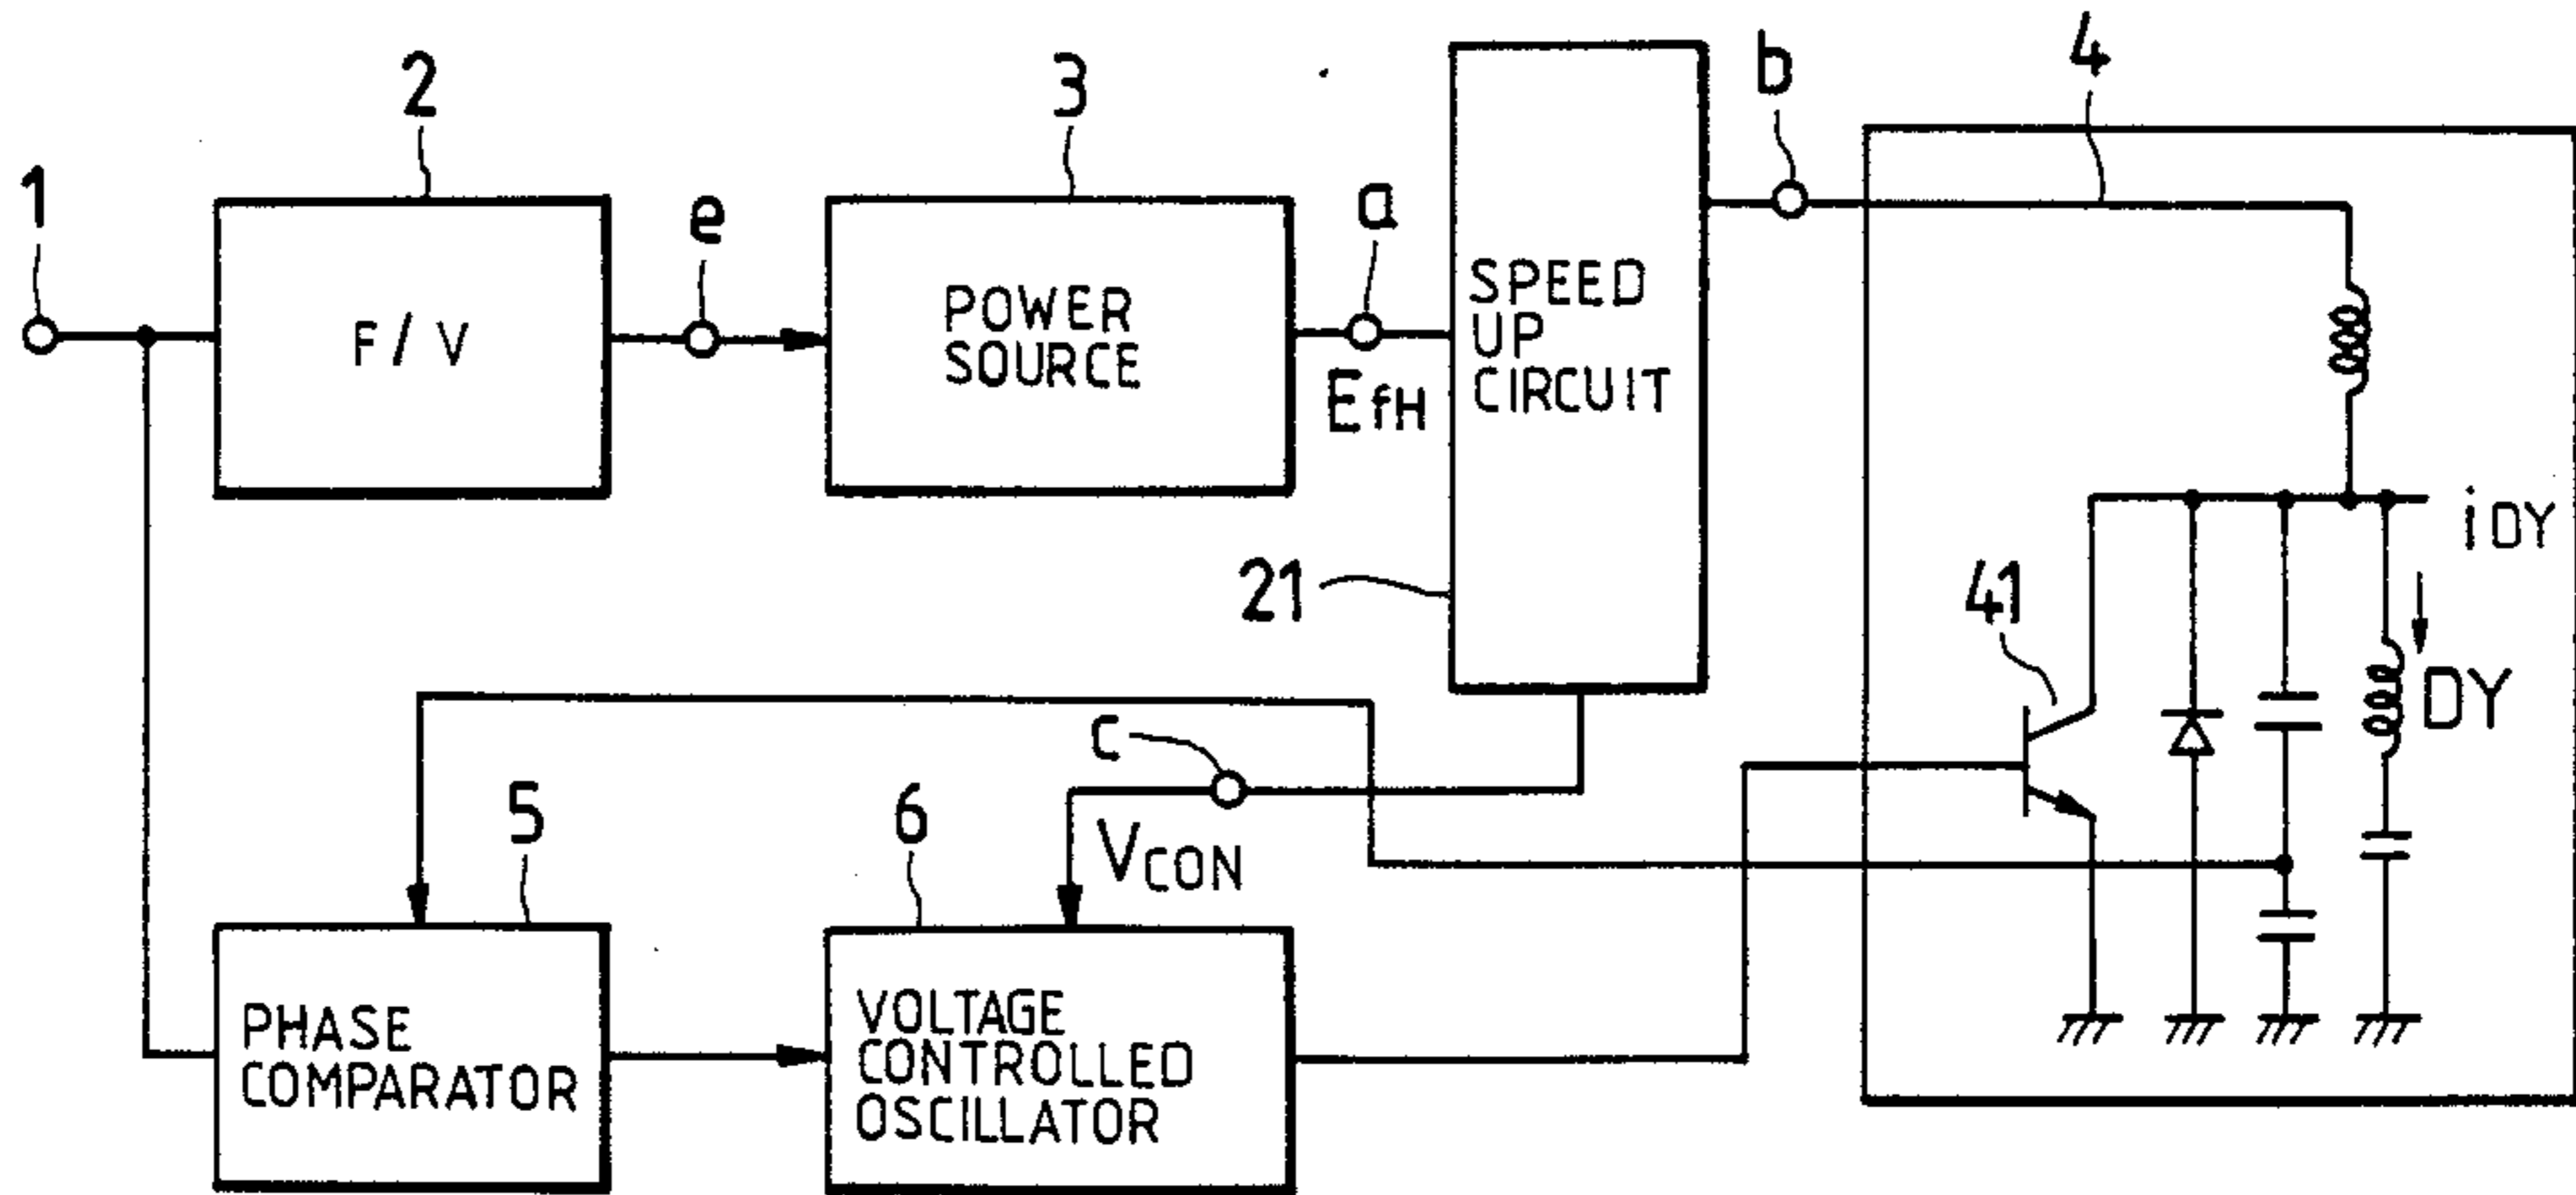 1
2
F/V
e
3
POWER
SOURCE
a
EfH
SPEED
UP
CIRCUIT
21
b
4
iDY
41
DY
c
VCON
5
PHASE
COMPARATOR
6
VOLTAGE
CONTROLLED
OSCILLATOR